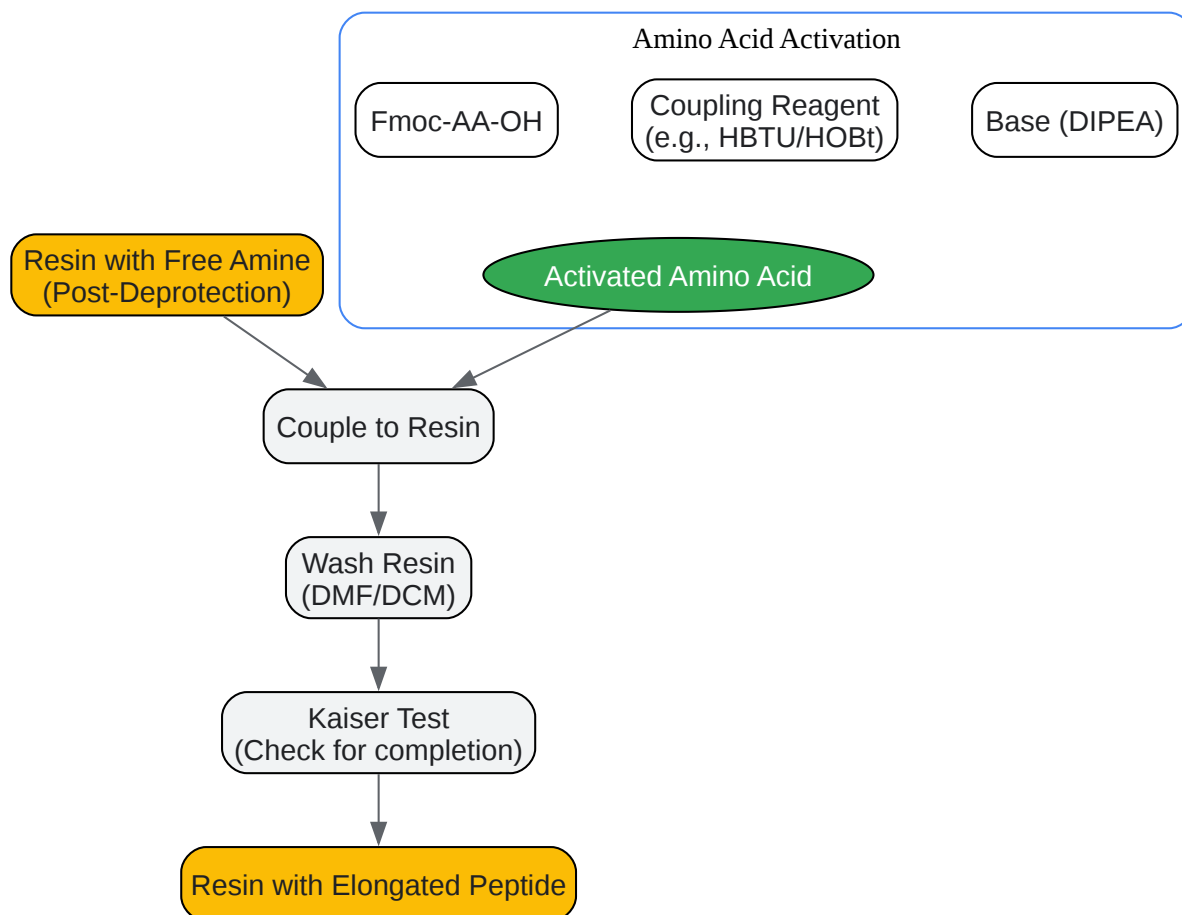 Amino Acid Activation
Fmoc-AA-OH
Coupling Reagent
(e.g., HBTU/HOBt)
Base (DIPEA)
Resin with Free Amine
(Post-Deprotection)
Activated Amino Acid
Couple to Resin
Wash Resin
(DMF/DCM)
Kaiser Test
(Check for completion)
Resin with Elongated Peptide